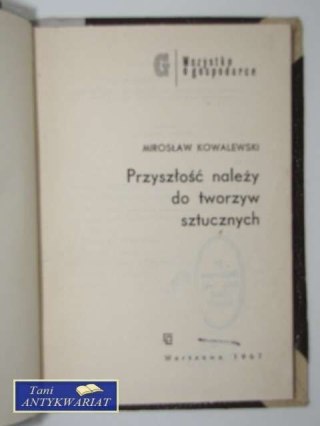 G Wszystko
o gospodarce
MIROSŁAW KOWALEWSKI
Przyszłość należy
do tworzyw
sztucznych
Warszawa 1967
Tani
ANTYKWARIAT